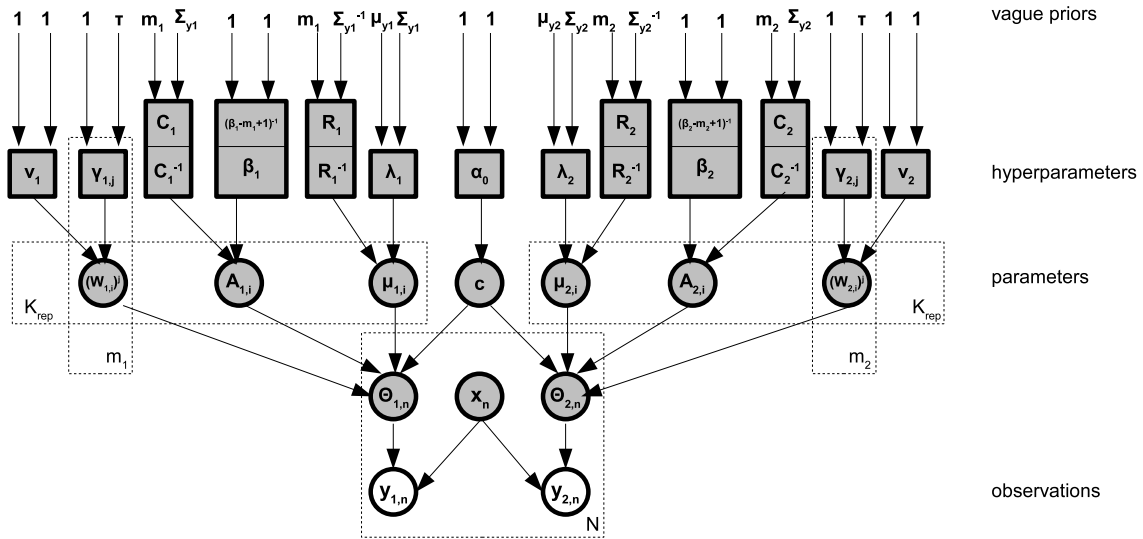 1 1 1 τ m₁ Σy1 1 1 m₁ Σy1⁻¹ μy1 Σy1 1 1 μy2 Σy2 m₂ Σy2⁻¹ 1 1 m₂ Σy2 1 τ 1 1 vague priors
C₁ (β₁-m₁+1)⁻¹ R₁ R₂ (β₂-m₂+1)⁻¹ C₂
ν₁ γ1,j C₁⁻¹ β₁ R₁⁻¹ λ₁ α₀ λ₂ R₂⁻¹ β₂ C₂⁻¹ γ2,j ν₂ hyperparameters
(W1,i)ʲ A1,i μ1,i c μ2,i A2,i (W2,i)ʲ parameters
Krep Krep
m₁ m₂
Θ1,n xn Θ2,n
y1,n y2,n observations
N